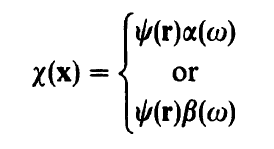 ψ(r)α(ω)
χ(x) = { or
ψ(r)β(ω)